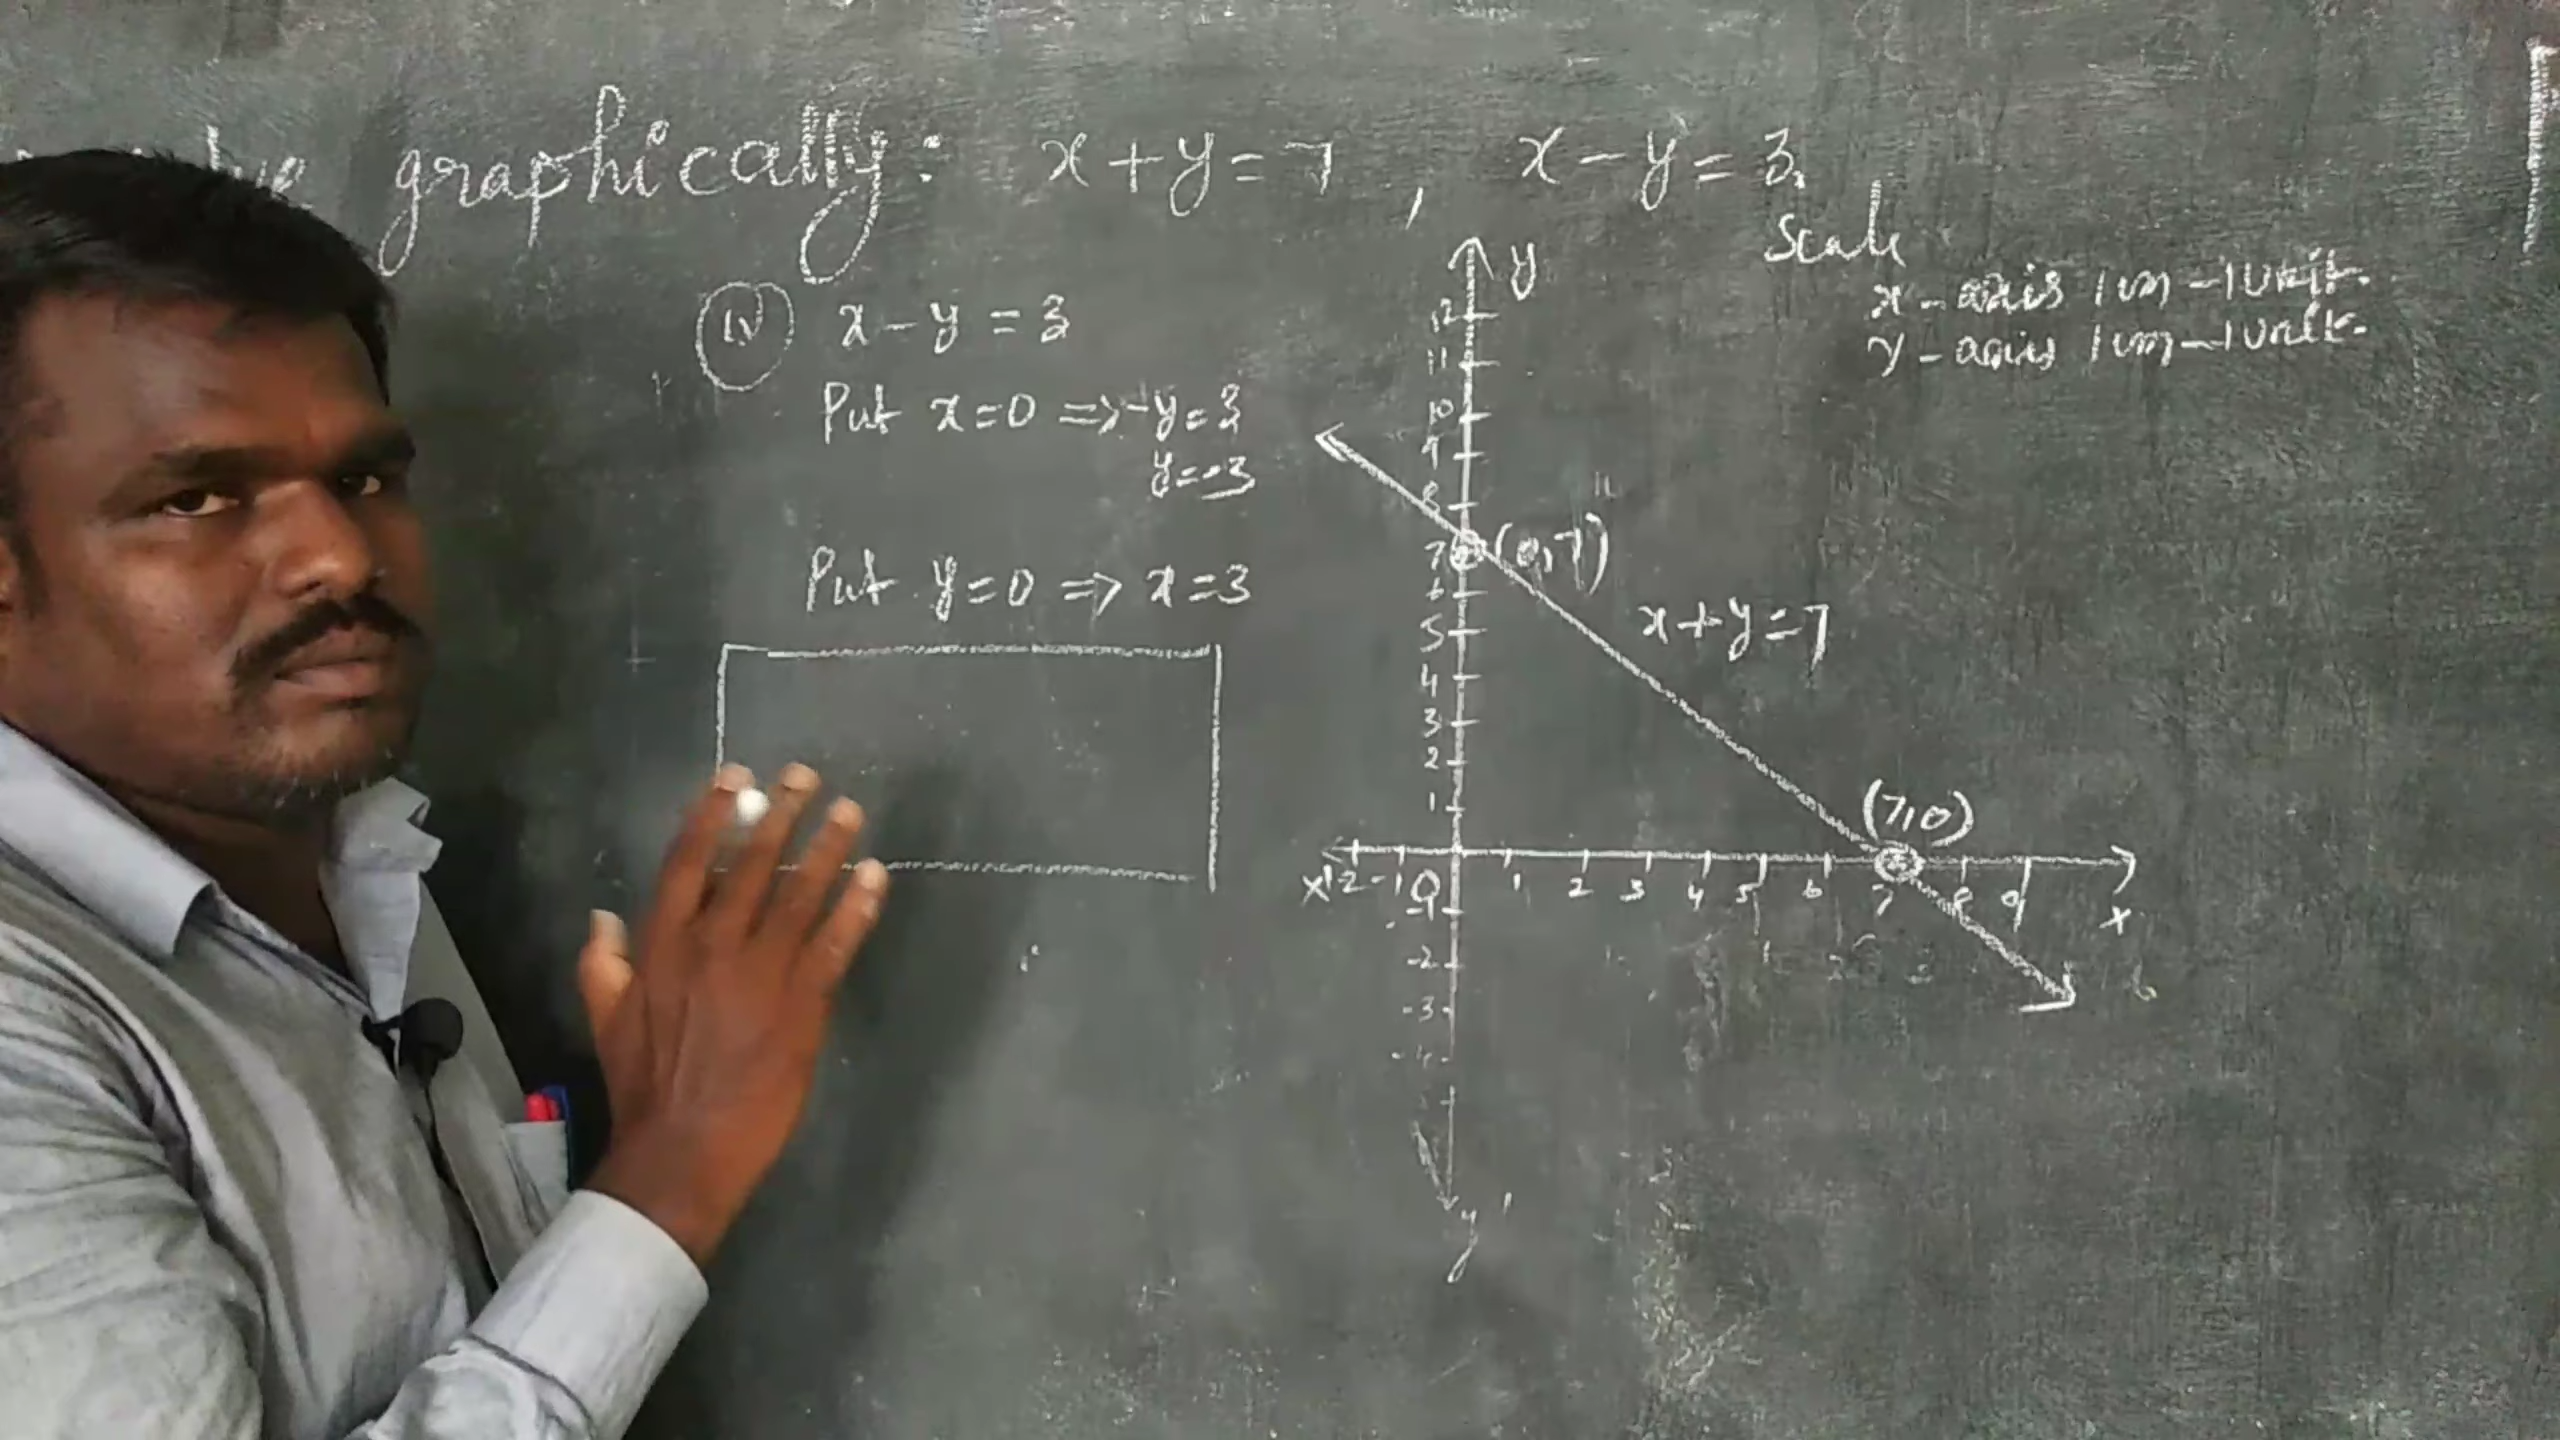 graphically: x+y=7, x-y=3.
Scale
x-axis 1cm-1unit.
y-axis 1cm-1unit.
(iv) x-y=3
Put x=0 => -y=3
y=-3
Put y=0 => x=3
y
12
11
10
9
8
7 (0,7)
6
5
4
3
2
1
x+y=7
(7,0)
x' -2 -1 0 1 2 3 4 5 6 7 8 9 x
-1
-2
-3
-4
y'